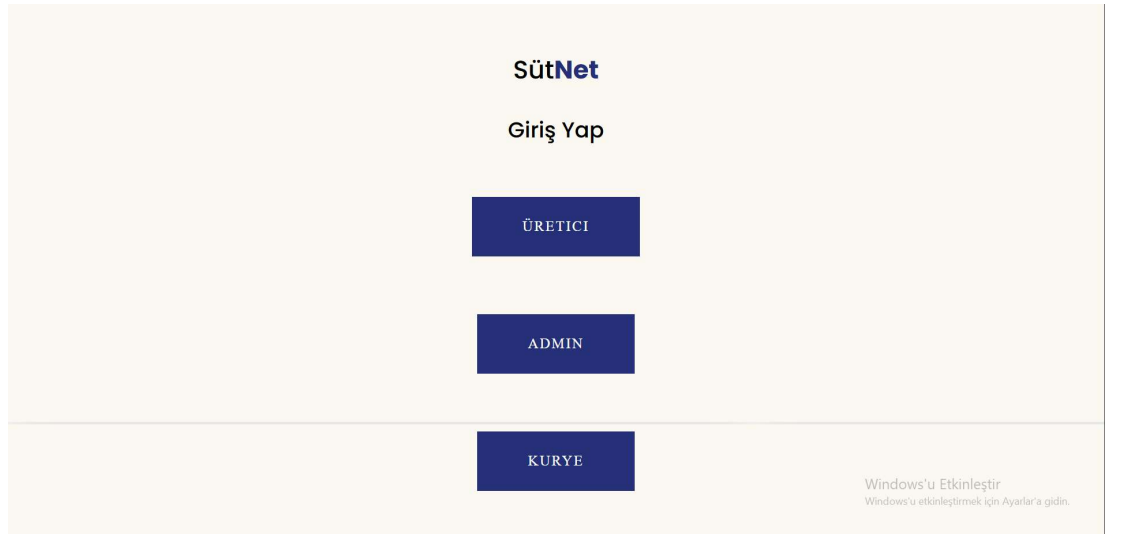 SütNet
Giriş Yap
ÜRETICI
ADMIN
KURYE
Windows'u Etkinleştir
Windows'u etkinleştirmek için Ayarlar'a gidin.